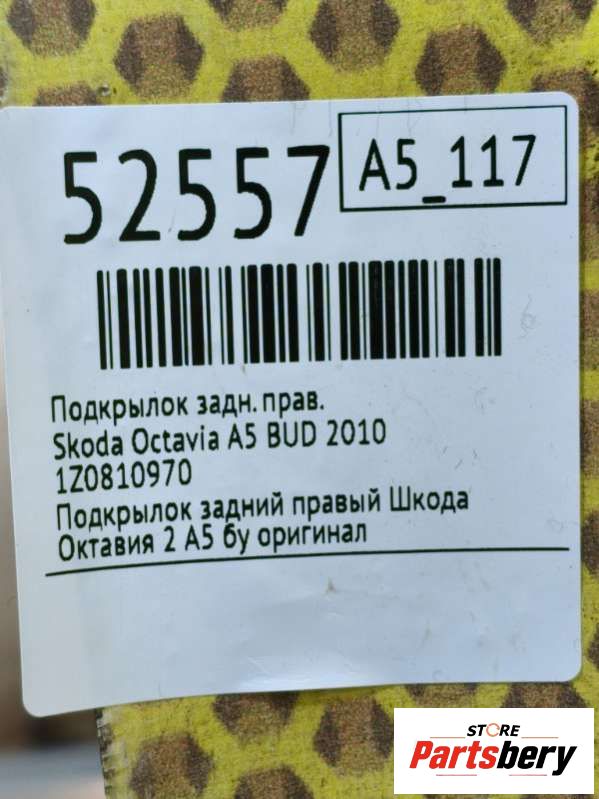 52557
A5_117
Подкрылок задн. прав.
Skoda Octavia A5 BUD 2010
1Z0810970
Подкрылок задний правый Шкода
Октавия 2 А5 бу оригинал
STORE
Partsbery